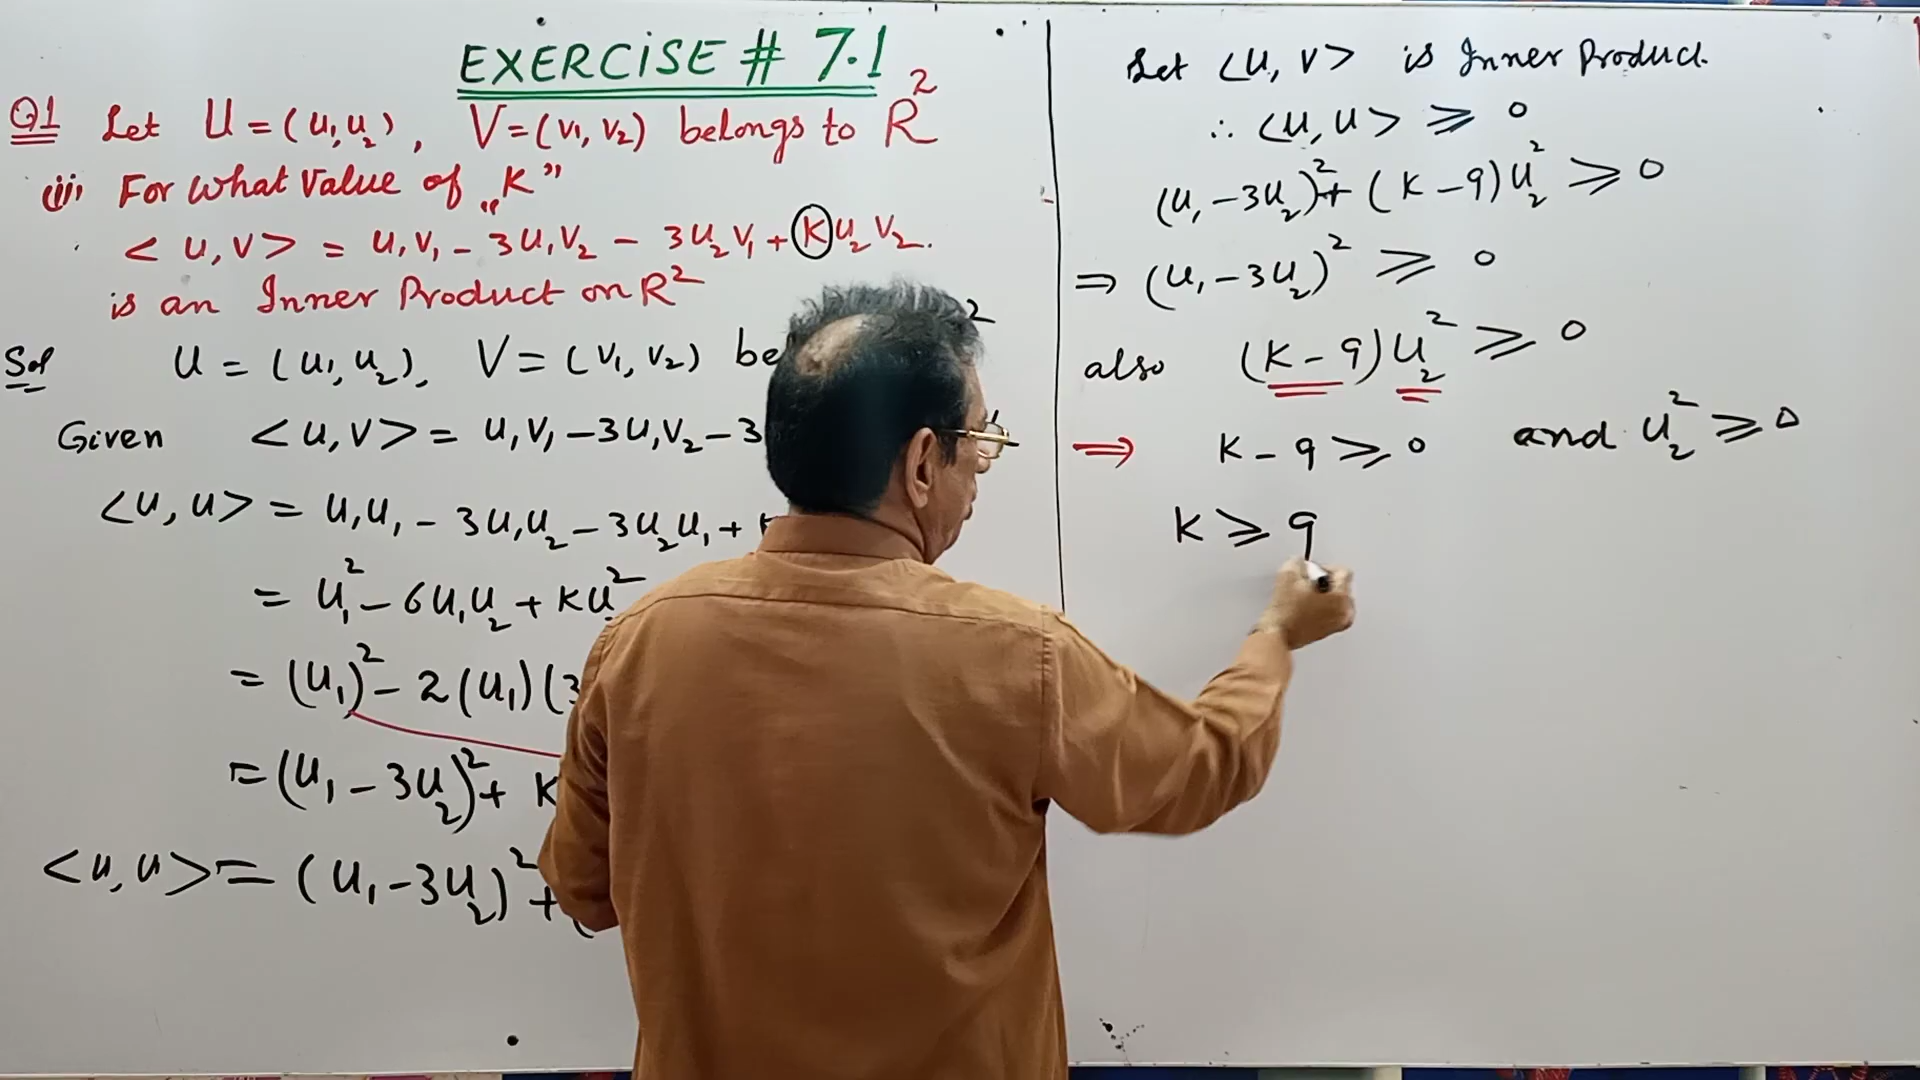 EXERCISE # 7.1
Q1 Let U = (u₁, u₂), V = (v₁, v₂) belongs to R²
(ii) For what value of „K”
< u, v > = u₁v₁ - 3u₁v₂ - 3u₂v₁ + K u₂v₂.
is an Inner Product on R²
Sol U = (u₁, u₂), V = (v₁, v₂) be
Given < u, v > = u₁v₁ - 3u₁v₂ - 3
< u, u > = u₁u₁ - 3u₁u₂ - 3u₂u₁ +
= u₁² - 6u₁u₂ + Ku₂²
= (u₁)² - 2(u₁)(3
= (u₁ - 3u₂)² + K
< u, u > = (u₁ - 3u₂)² + (
Let < u, v > is Inner Product.
∴ < u, u > ⩾ 0
(u₁ - 3u₂)² + (K - 9)u₂² ⩾ 0
⇒ (u₁ - 3u₂)² ⩾ 0
also (K - 9)u₂² ⩾ 0
⇒ K - 9 ⩾ 0 and u₂² ⩾ 0
K ⩾ 9